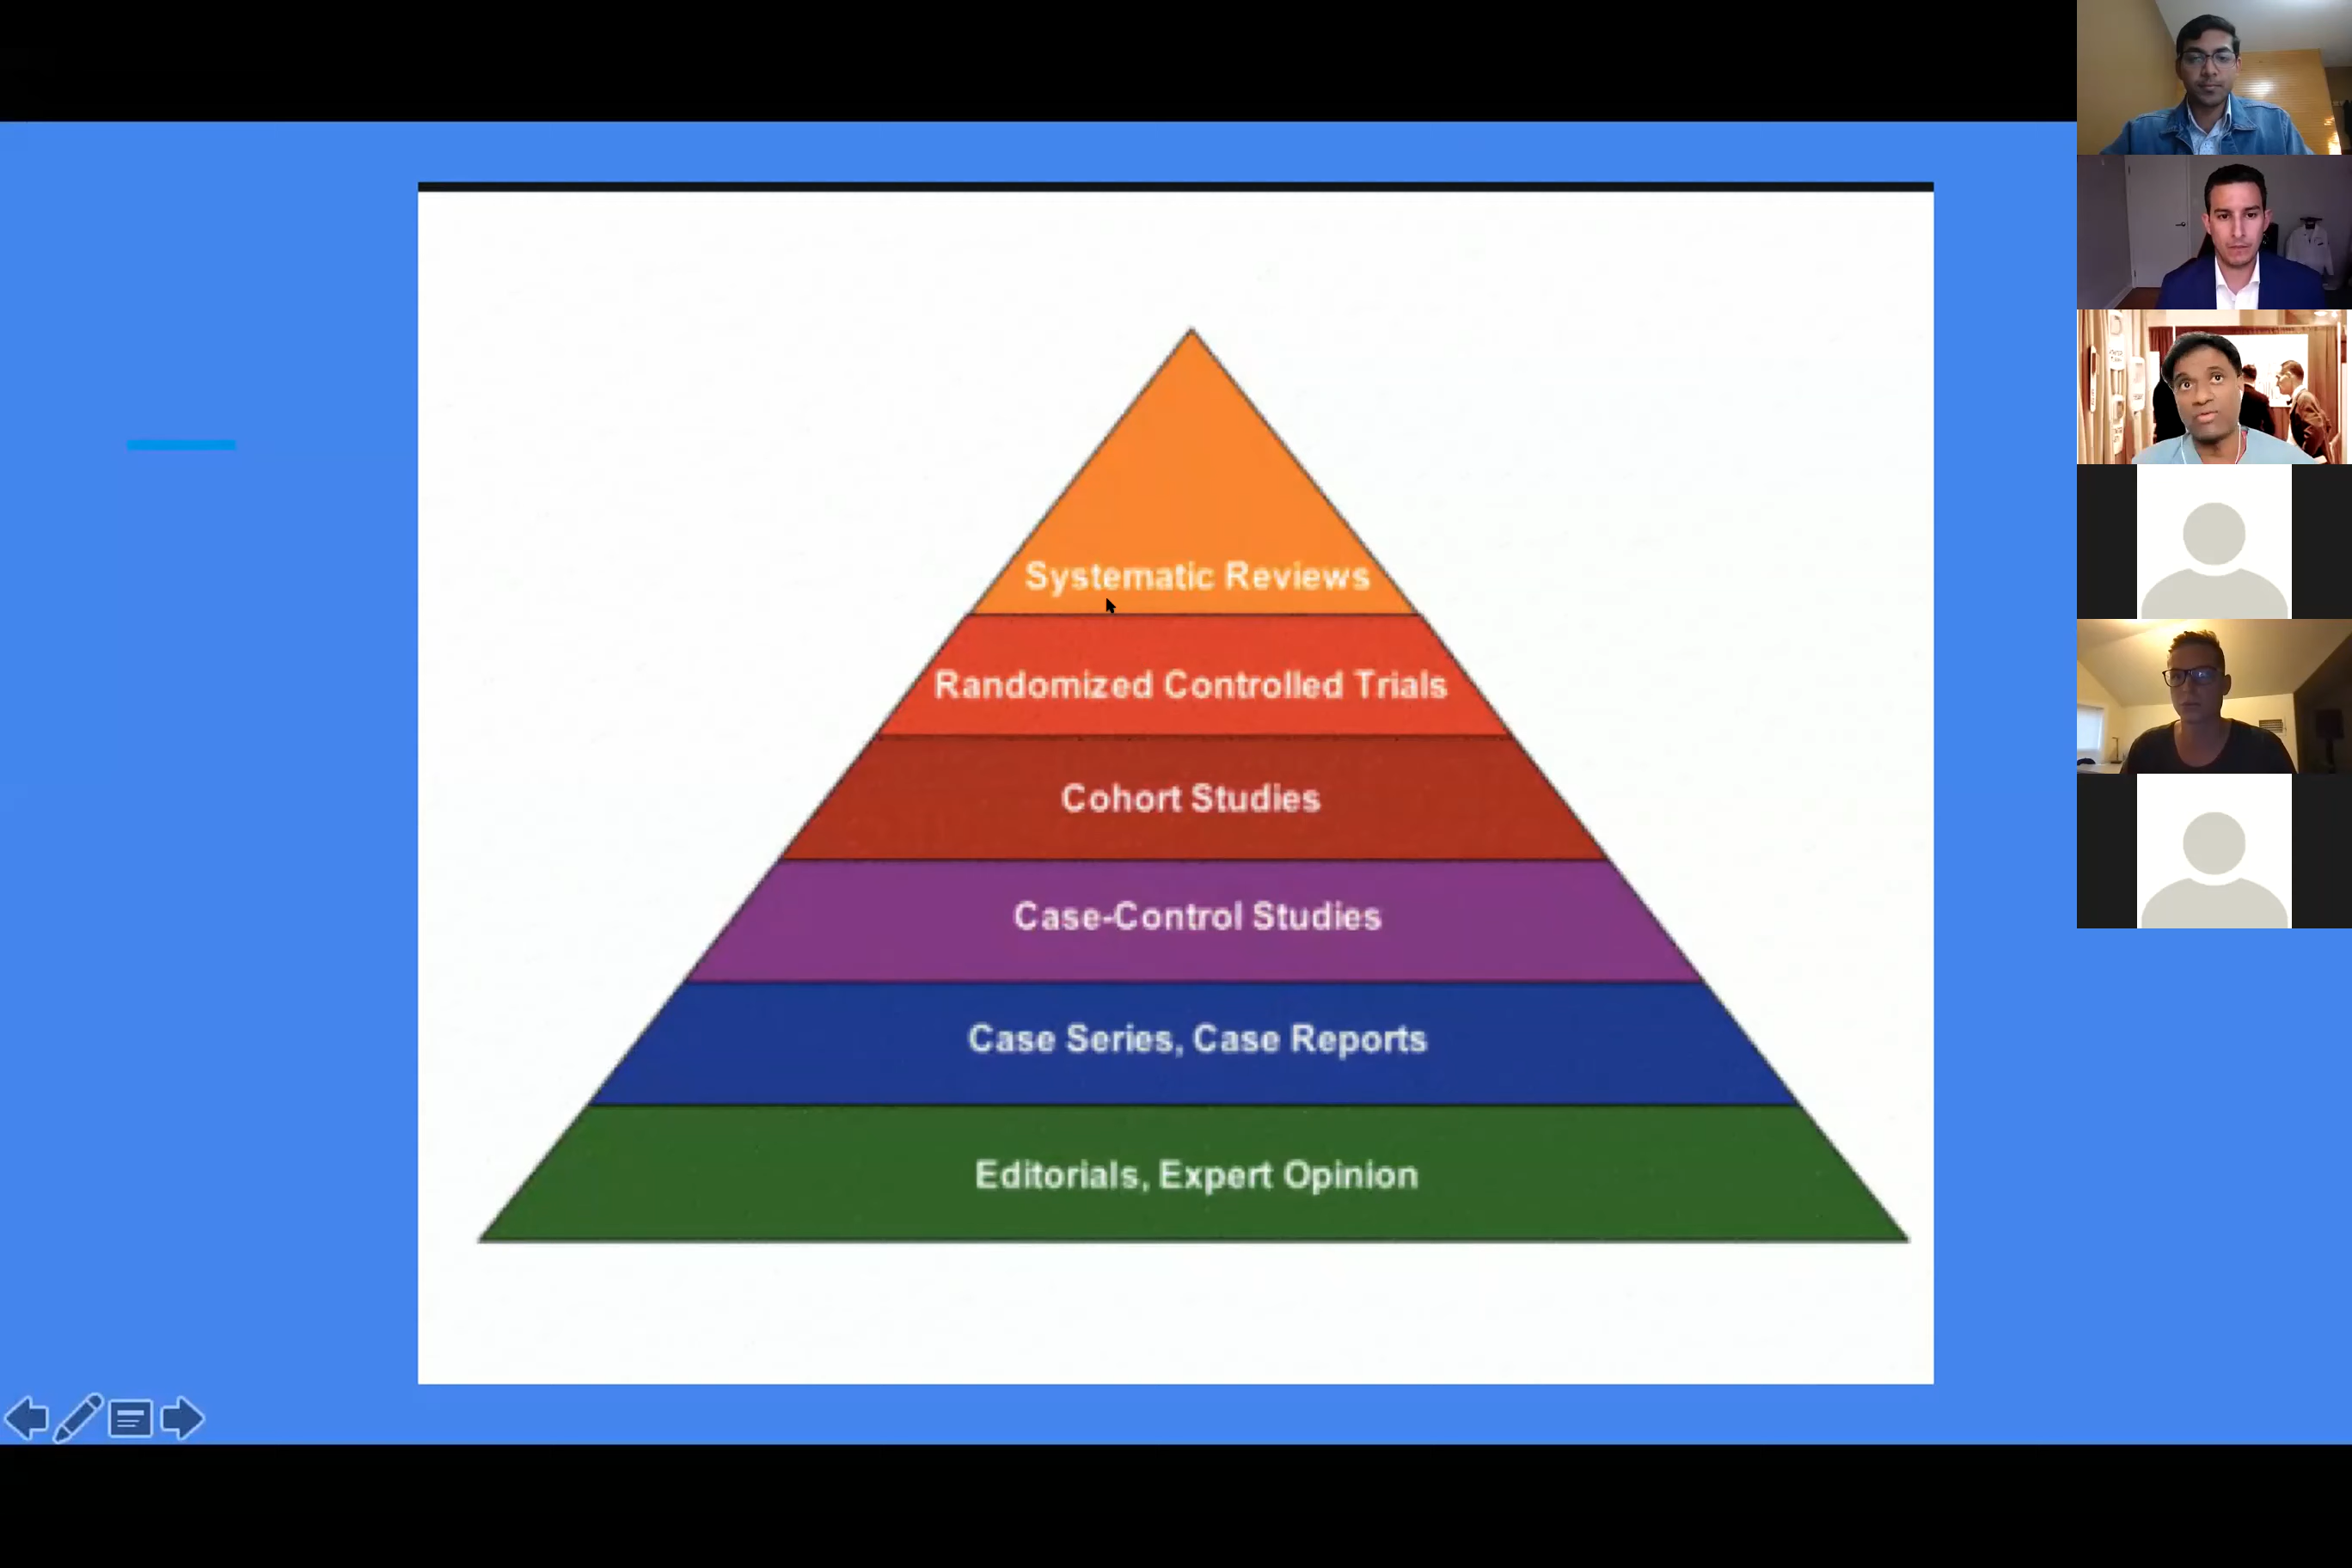 Systematic Reviews
Randomized Controlled Trials
Cohort Studies
Case-Control Studies
Case Series, Case Reports
Editorials, Expert Opinion